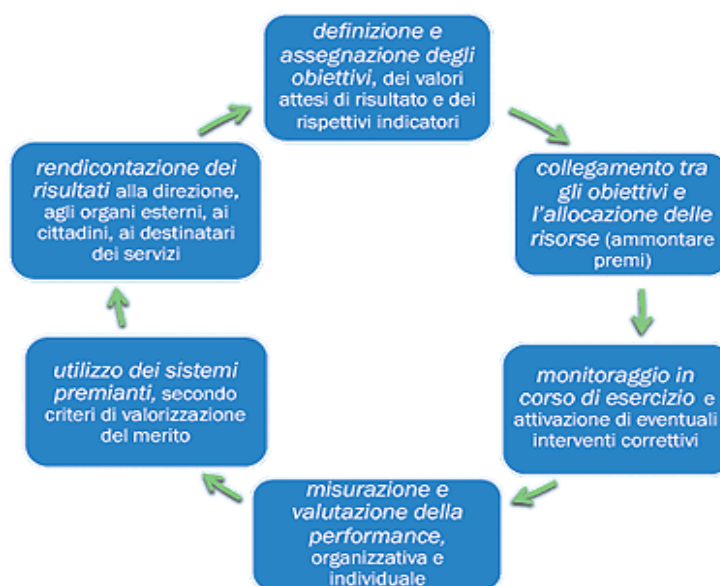 definizione e
assegnazione degli
obiettivi, dei valori
attesi di risultato e dei
rispettivi indicatori
collegamento tra
gli obiettivi e
l'allocazione delle
risorse (ammontare
premi)
monitoraggio in
corso di esercizio e
attivazione di eventuali
interventi correttivi
misurazione e
valutazione della
performance,
organizzativa e
individuale
utilizzo dei sistemi
premianti, secondo
criteri di valorizzazione
del merito
rendicontazione dei
risultati alla direzione,
agli organi esterni, ai
cittadini, ai destinatari
dei servizi